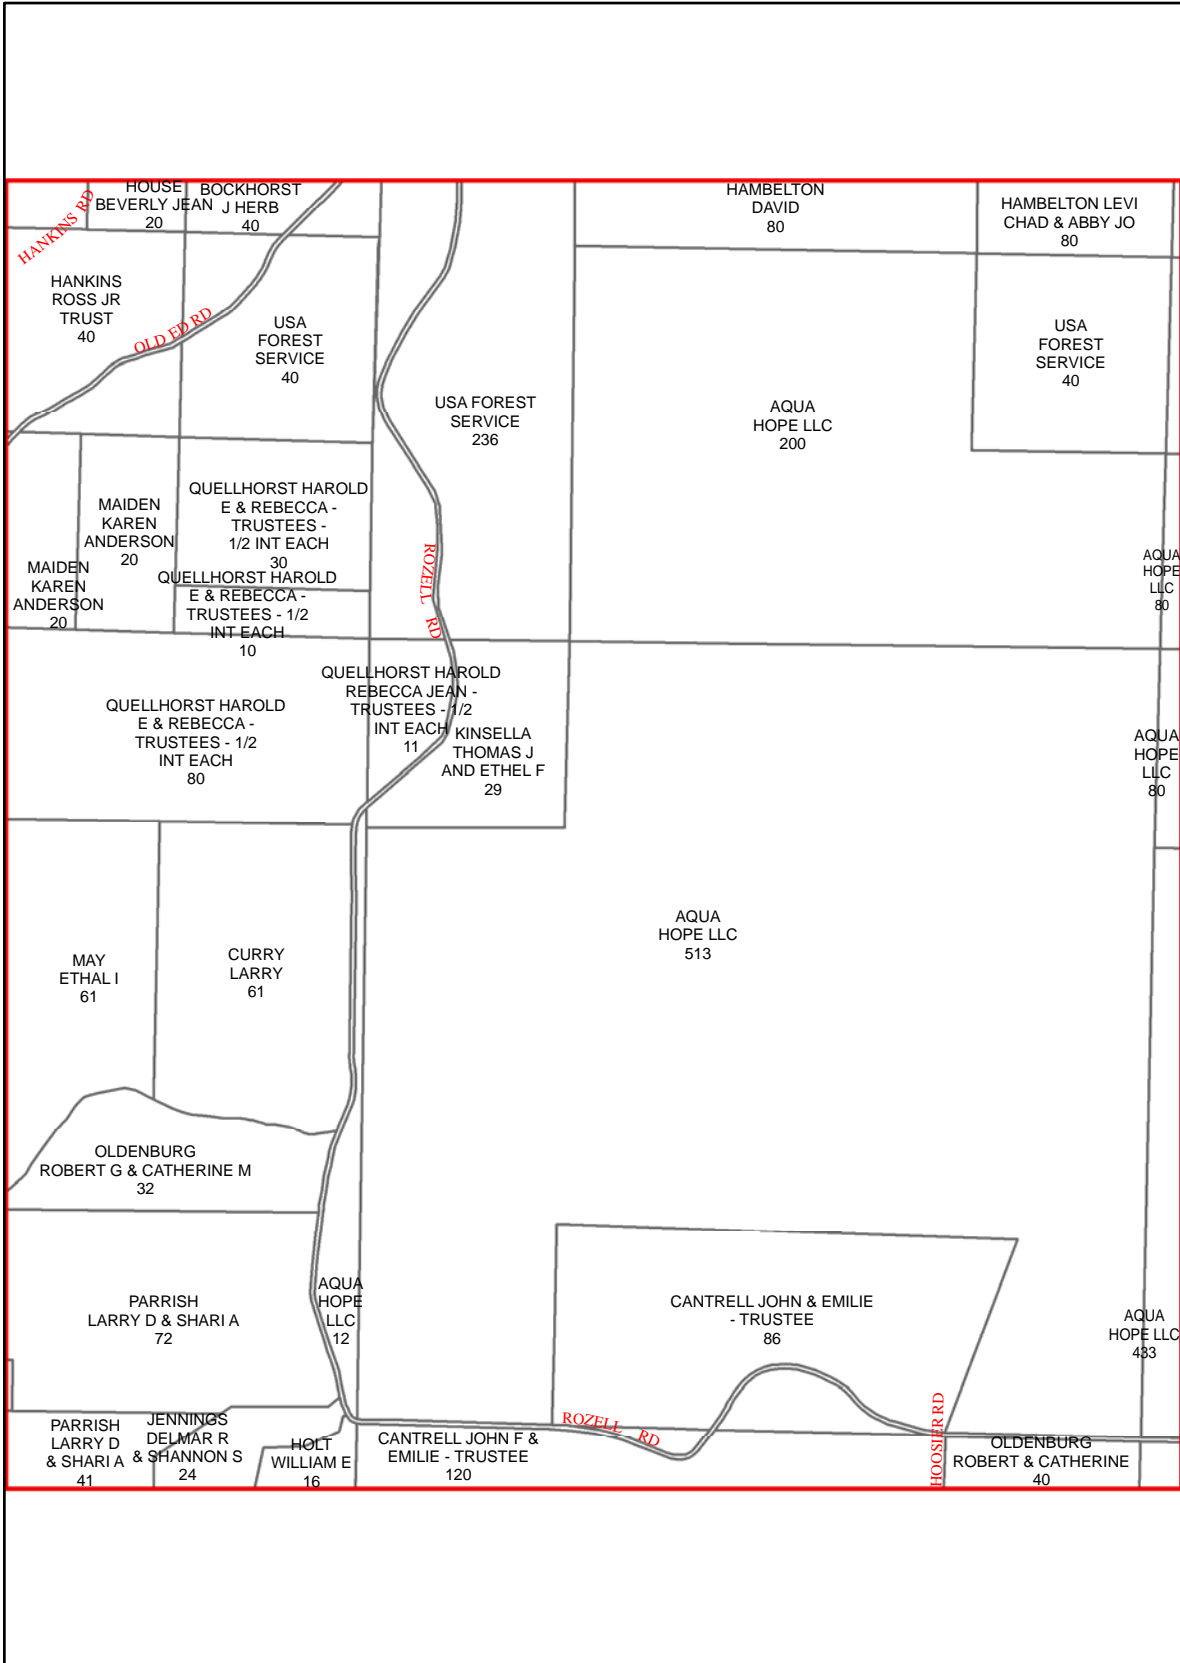 HOUSE
BEVERLY JEAN
20
BOCKHORST
J HERB
40
HAMBELTON
DAVID
80
HAMBELTON LEVI
CHAD & ABBY JO
80
HANKINS RD
HANKINS
ROSS JR
TRUST
40
OLD ED RD
USA
FOREST
SERVICE
40
USA FOREST
SERVICE
236
AQUA
HOPE LLC
200
USA
FOREST
SERVICE
40
MAIDEN
KAREN
ANDERSON
20
MAIDEN
KAREN
ANDERSON
20
QUELLHORST HAROLD
E & REBECCA -
TRUSTEES -
1/2 INT EACH
30
QUELLHORST HAROLD
E & REBECCA -
TRUSTEES - 1/2
INT EACH
10
ROZELL RD
AQUA
HOPE
LLC
80
QUELLHORST HAROLD
E & REBECCA -
TRUSTEES - 1/2
INT EACH
80
QUELLHORST HAROLD
REBECCA JEAN -
TRUSTEES - 1/2
INT EACH
11
KINSELLA
THOMAS J
AND ETHEL F
29
AQUA
HOPE
LLC
80
MAY
ETHAL I
61
CURRY
LARRY
61
AQUA
HOPE LLC
513
OLDENBURG
ROBERT G & CATHERINE M
32
PARRISH
LARRY D & SHARI A
72
AQUA
HOPE
LLC
12
CANTRELL JOHN & EMILIE
- TRUSTEE
86
AQUA
HOPE LLC
433
PARRISH
LARRY D
& SHARI A
41
JENNINGS
DELMAR R
& SHANNON S
24
HOLT
WILLIAM E
16
CANTRELL JOHN F &
EMILIE - TRUSTEE
120
ROZELL RD
HOOSIER RD
OLDENBURG
ROBERT & CATHERINE
40